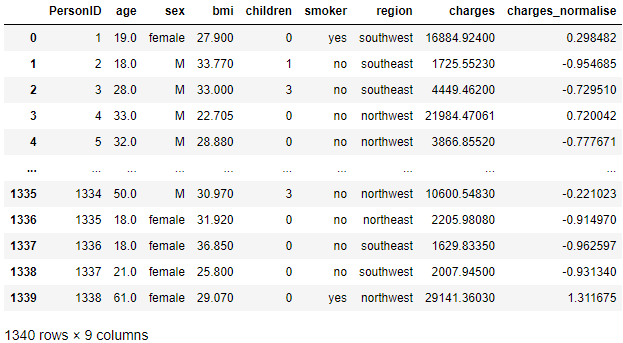 PersonID age sex bmi children smoker region charges charges_normalise
0 1 19.0 female 27.900 0 yes southwest 16884.92400 0.298482
1 2 18.0 M 33.770 1 no southeast 1725.55230 -0.954685
2 3 28.0 M 33.000 3 no southeast 4449.46200 -0.729510
3 4 33.0 M 22.705 0 no northwest 21984.47061 0.720042
4 5 32.0 M 28.880 0 no northwest 3866.85520 -0.777671
... ... ... ... ... ... ... ... ... ...
1335 1334 50.0 M 30.970 3 no northwest 10600.54830 -0.221023
1336 1335 18.0 female 31.920 0 no northeast 2205.98080 -0.914970
1337 1336 18.0 female 36.850 0 no southeast 1629.83350 -0.962597
1338 1337 21.0 female 25.800 0 no southwest 2007.94500 -0.931340
1339 1338 61.0 female 29.070 0 yes northwest 29141.36030 1.311675
1340 rows × 9 columns